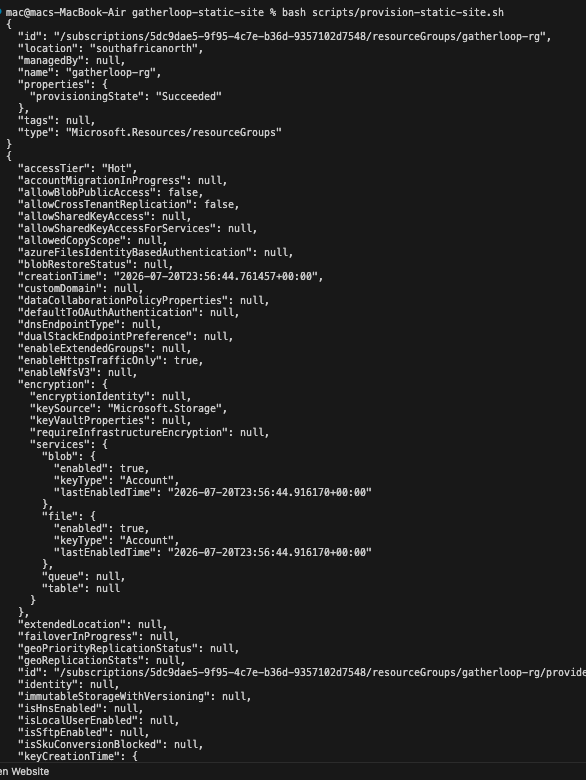 mac@macs-MacBook-Air gatherloop-static-site % bash scripts/provision-static-site.sh
{
  "id": "/subscriptions/5dc9dae5-9f95-4c7e-b36d-9357102d7548/resourceGroups/gatherloop-rg",
  "location": "southafricanorth",
  "managedBy": null,
  "name": "gatherloop-rg",
  "properties": {
    "provisioningState": "Succeeded"
  },
  "tags": null,
  "type": "Microsoft.Resources/resourceGroups"
}
{
  "accessTier": "Hot",
  "accountMigrationInProgress": null,
  "allowBlobPublicAccess": false,
  "allowCrossTenantReplication": false,
  "allowSharedKeyAccess": null,
  "allowSharedKeyAccessForServices": null,
  "allowedCopyScope": null,
  "azureFilesIdentityBasedAuthentication": null,
  "blobRestoreStatus": null,
  "creationTime": "2026-07-20T23:56:44.761457+00:00",
  "customDomain": null,
  "dataCollaborationPolicyProperties": null,
  "defaultToOAuthAuthentication": null,
  "dnsEndpointType": null,
  "dualStackEndpointPreference": null,
  "enableExtendedGroups": null,
  "enableHttpsTrafficOnly": true,
  "enableNfsV3": null,
  "encryption": {
    "encryptionIdentity": null,
    "keySource": "Microsoft.Storage",
    "keyVaultProperties": null,
    "requireInfrastructureEncryption": null,
    "services": {
      "blob": {
        "enabled": true,
        "keyType": "Account",
        "lastEnabledTime": "2026-07-20T23:56:44.916170+00:00"
      },
      "file": {
        "enabled": true,
        "keyType": "Account",
        "lastEnabledTime": "2026-07-20T23:56:44.916170+00:00"
      },
      "queue": null,
      "table": null
    }
  },
  "extendedLocation": null,
  "failoverInProgress": null,
  "geoPriorityReplicationStatus": null,
  "geoReplicationStats": null,
  "id": "/subscriptions/5dc9dae5-9f95-4c7e-b36d-9357102d7548/resourceGroups/gatherloop-rg/provide
  "identity": null,
  "immutableStorageWithVersioning": null,
  "isHnsEnabled": null,
  "isLocalUserEnabled": null,
  "isSftpEnabled": null,
  "isSkuConversionBlocked": null,
  "keyCreationTime": {
en Website